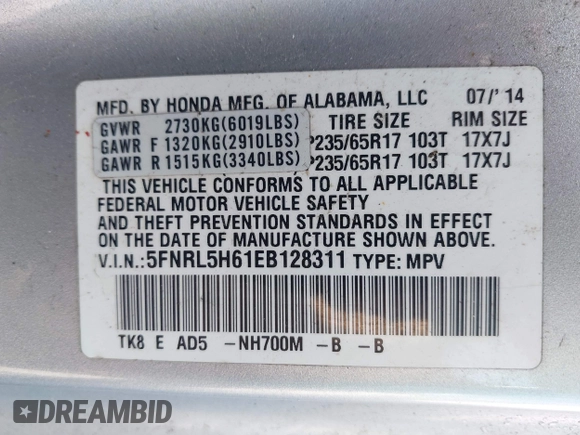 MFD. BY HONDA MFG. OF ALABAMA, LLC 07/'14
GVWR 2730KG(6019LBS) TIRE SIZE RIM SIZE
GAWR F 1320KG(2910LBS) P235/65R17 103T 17X7J
GAWR R 1515KG(3340LBS) P235/65R17 103T 17X7J
THIS VEHICLE CONFORMS TO ALL APPLICABLE
FEDERAL MOTOR VEHICLE SAFETY
AND THEFT PREVENTION STANDARDS IN EFFECT
ON THE DATE OF MANUFACTURE SHOWN ABOVE.
V.I.N.:5FNRL5H61EB128311 TYPE: MPV
TK8 E AD5 -NH700M -B -B
DREAMBID